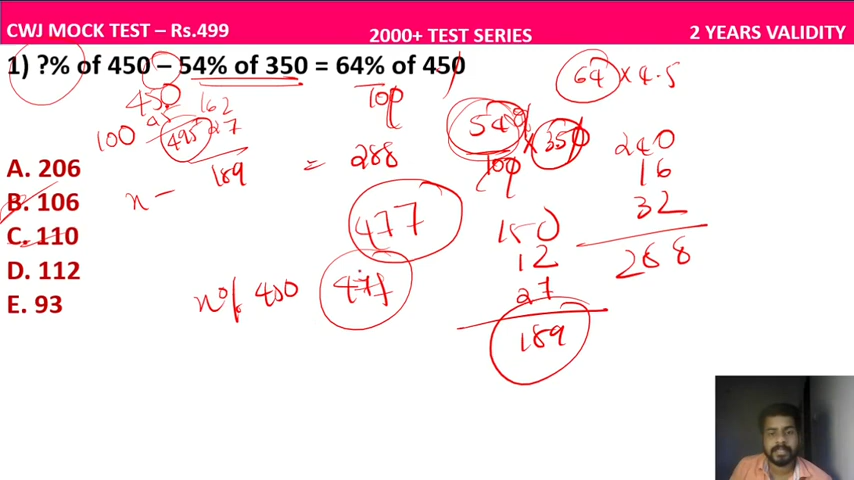 CWJ MOCK TEST – Rs.499
2000+ TEST SERIES
2 YEARS VALIDITY
1) ?% of 450 – 54% of 350 = 64% of 450
64 × 4.5
450
100
162
495
27
189
100
54% × 350
100
A. 206
B. 106
C. 110
D. 112
E. 93
n –
= 288
477
n% of 450
477
150
12
27
189
240
16
32
288